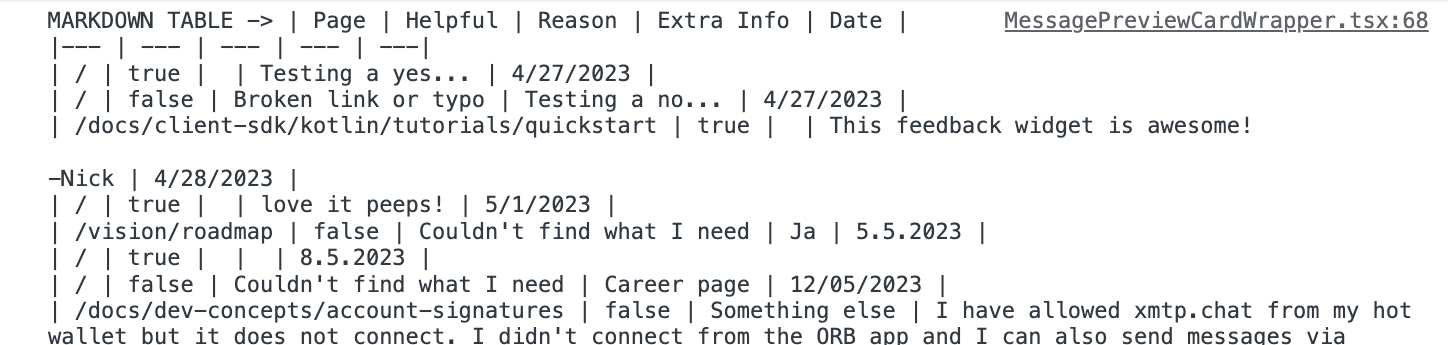 MARKDOWN TABLE -> | Page | Helpful | Reason | Extra Info | Date | MessagePreviewCardWrapper.tsx:68
|--- | --- | --- | --- | ---|
| / | true |  | Testing a yes... | 4/27/2023 |
| / | false | Broken link or typo | Testing a no... | 4/27/2023 |
| /docs/client-sdk/kotlin/tutorials/quickstart | true |  | This feedback widget is awesome!
-Nick | 4/28/2023 |
| / | true |  | love it peeps! | 5/1/2023 |
| /vision/roadmap | false | Couldn't find what I need | Ja | 5.5.2023 |
| / | true |  |  | 8.5.2023 |
| / | false | Couldn't find what I need | Career page | 12/05/2023 |
| /docs/dev-concepts/account-signatures | false | Something else | I have allowed xmtp.chat from my hot
wallet but it does not connect. I didn't connect from the ORB app and I can also send messages via